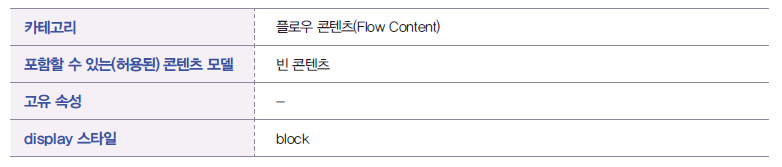 카테고리 플로우 콘텐츠(Flow Content)
포함할 수 있는(허용된) 콘텐츠 모델 빈 콘텐츠
고유 속성 –
display 스타일 block